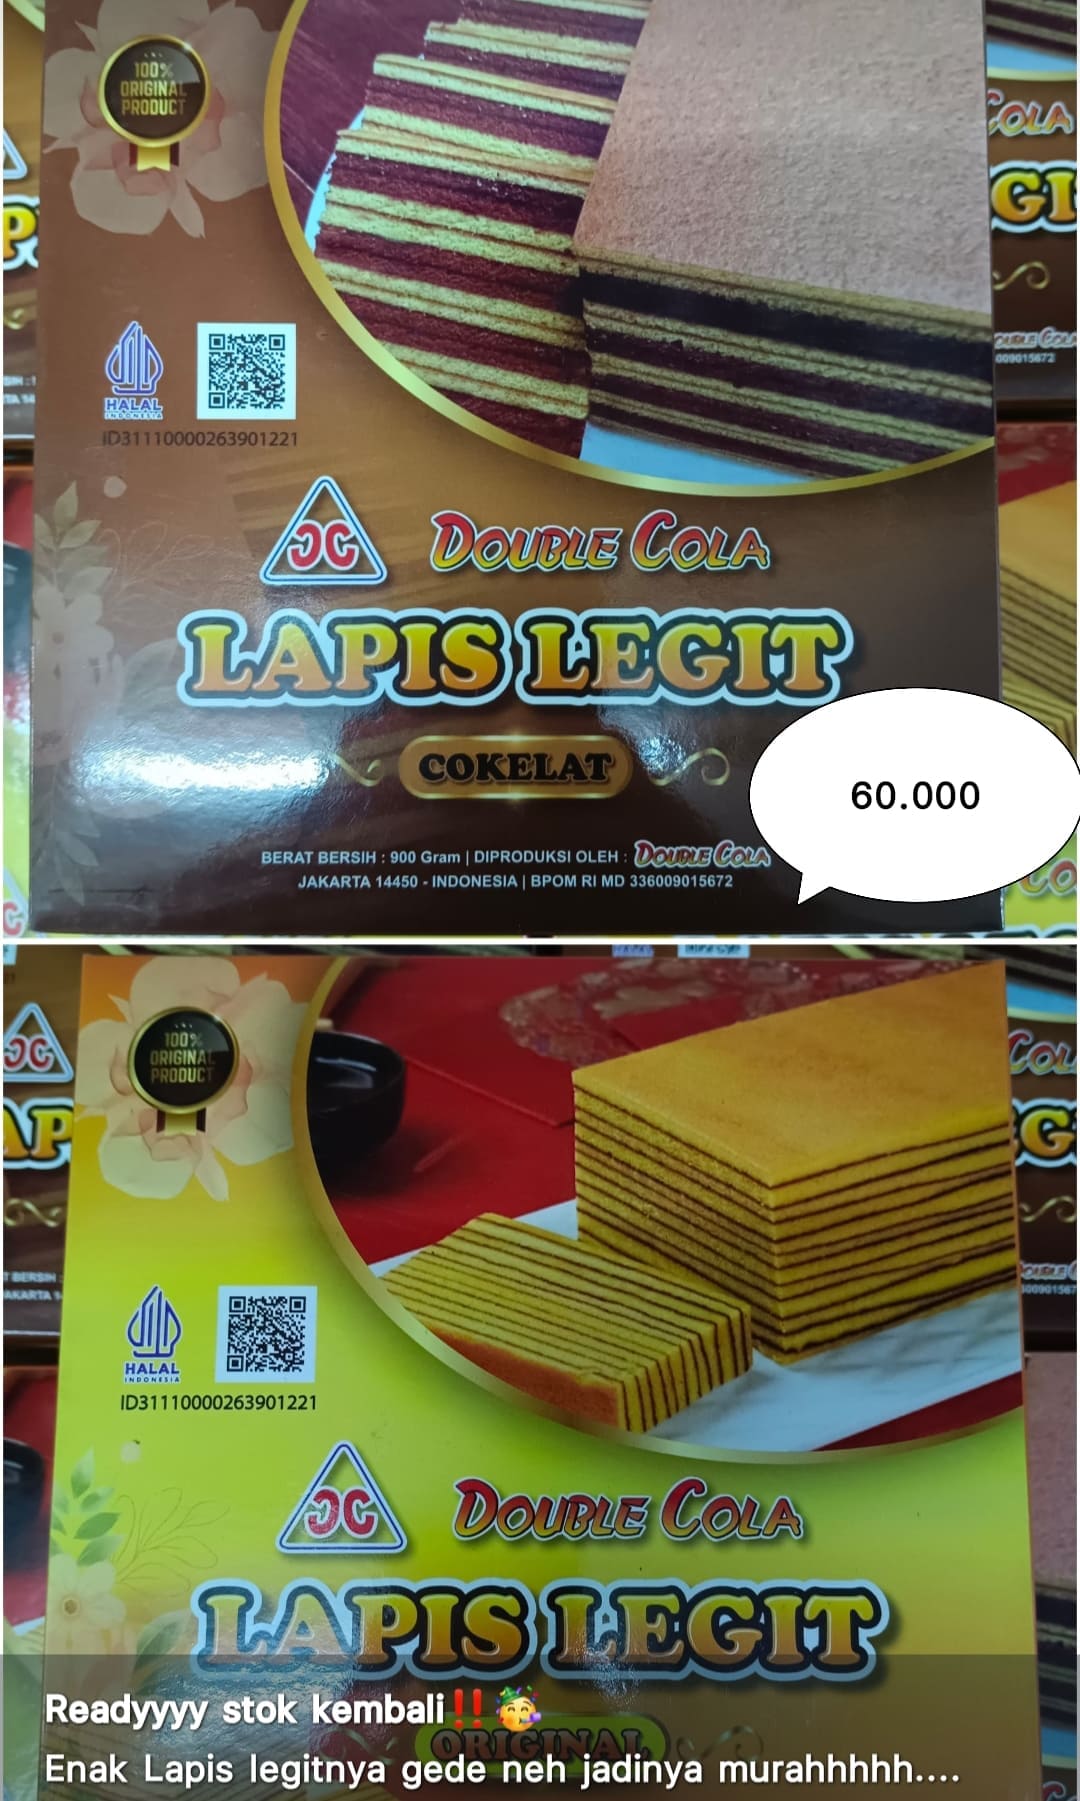 100%
ORIGINAL
PRODUCT
HALAL
INDONESIA
ID31110000263901221
DOUBLE COLA
LAPIS LEGIT
COKELAT
60.000
BERAT BERSIH : 900 Gram | DIPRODUKSI OLEH : DOUBLE COLA
JAKARTA 14450 - INDONESIA | BPOM RI MD 336009015672
100%
ORIGINAL
PRODUCT
HALAL
INDONESIA
ID31110000263901221
DOUBLE COLA
LAPIS LEGIT
Readyyyy stok kembali‼️🥳
ORIGINAL
Enak Lapis legitnya gede neh jadinya murahhhhh....